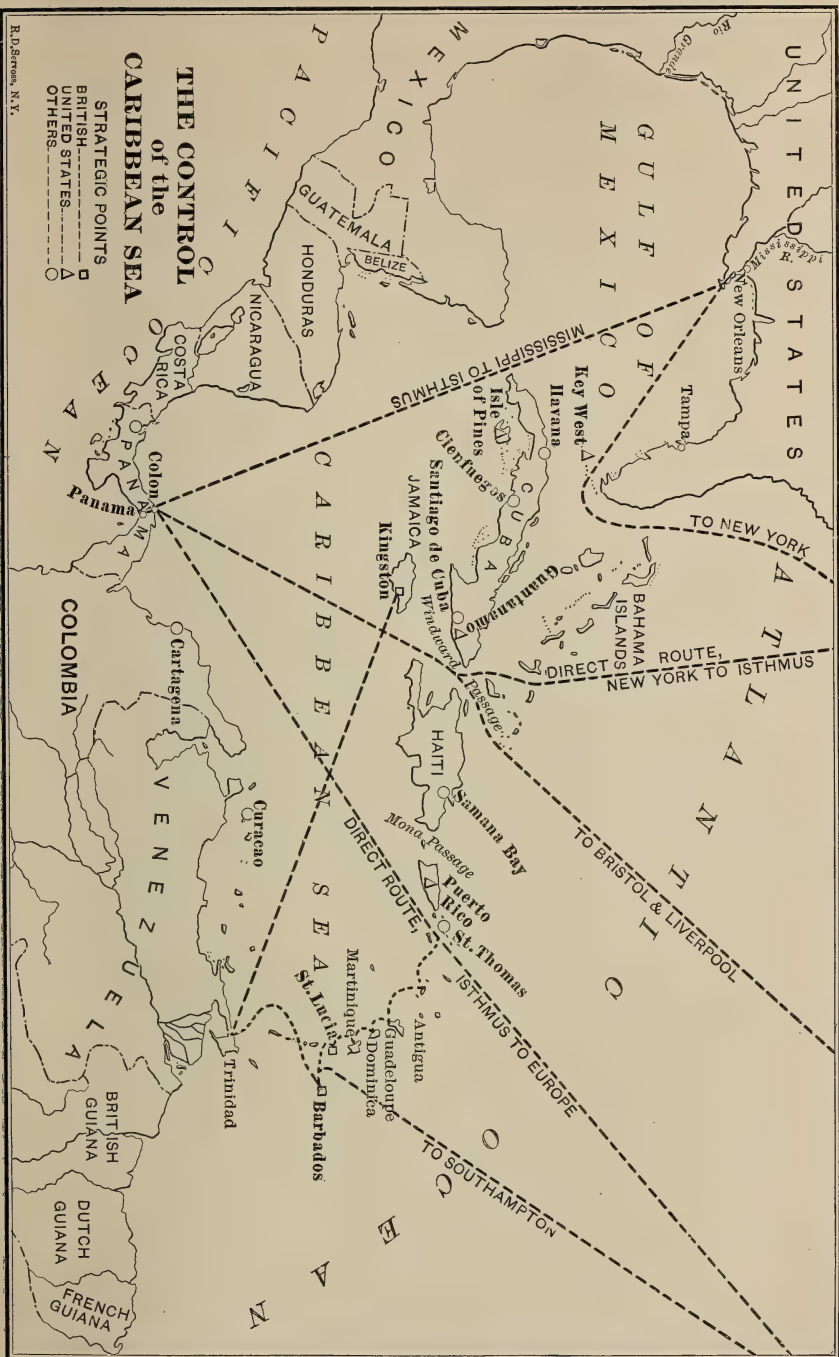 THE CONTROL
of the
CARIBBEAN SEA
STRATEGIC POINTS
BRITISH
UNITED STATES
OTHERS
UNITED STATES
Rio
Grande
Mississippi
R.
New Orleans
Tampa
MEXICO
GULF OF
MEXICO
Key West
Havana
Isle
of Pines
Cienfuegos
CUBA
Santiago de Cuba
Guantanamo
BAHAMA
ISLANDS
Windward
Passage
JAMAICA
Kingston
HAITI
Samana Bay
Mona Passage
Puerto
Rico
St. Thomas
Antigua
Guadeloupe
Dominica
Martinique
St. Lucia
Barbados
Trinidad
GUATEMALA
BELIZE
HONDURAS
NICARAGUA
COSTA
RICA
PANAMA
Colon
Panama
COLOMBIA
Cartagena
Curacao
VENEZUELA
BRITISH
GUIANA
DUTCH
GUIANA
FRENCH
GUIANA
CARIBBEAN SEA
PACIFIC OCEAN
ATLANTIC OCEAN
MISSISSIPPI TO ISTHMUS
TO NEW YORK
DIRECT ROUTE,
NEW YORK TO ISTHMUS
TO BRISTOL & LIVERPOOL
DIRECT ROUTE,
ISTHMUS TO EUROPE
TO SOUTHAMPTON
R.D.Servoss, N.Y.